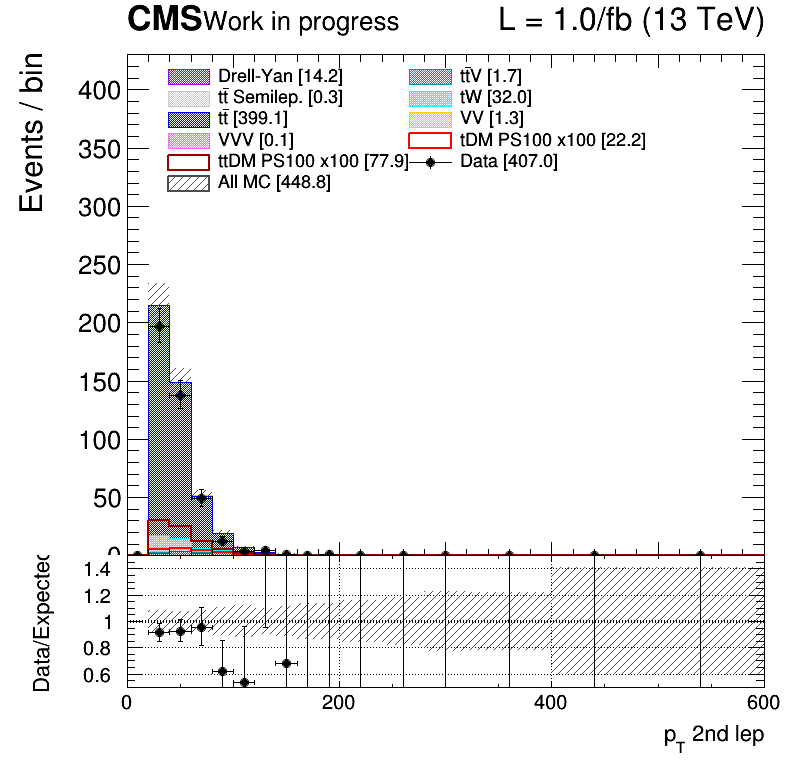 CMS Work in progress L = 1.0/fb (13 TeV)
Events / bin
400
350
300
250
200
150
100
50
0
Drell-Yan [14.2] tt̄V [1.7]
tt̄ Semilep. [0.3] tW [32.0]
tt̄ [399.1] VV [1.3]
VVV [0.1] tDM PS100 x100 [22.2]
ttDM PS100 x100 [77.9] Data [407.0]
All MC [448.8]
Data/Expected
1.4
1.2
1
0.8
0.6
0 200 400 600
pT 2nd lep